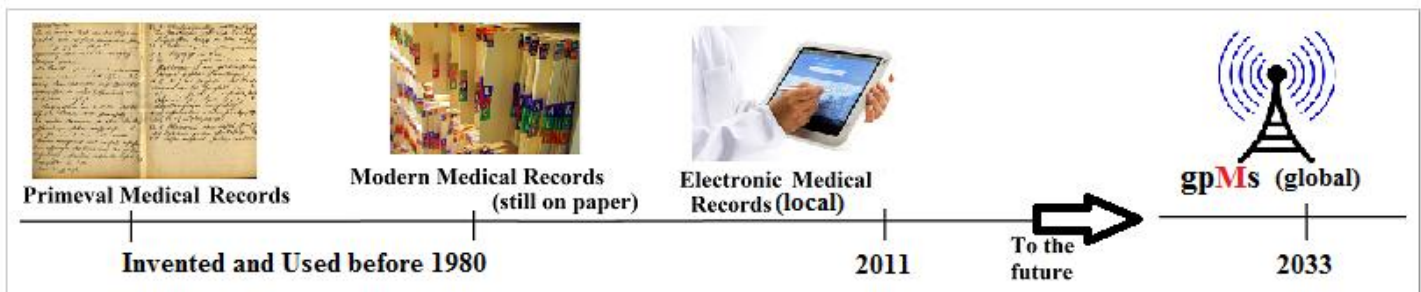 Primeval Medical Records
Modern Medical Records
(still on paper)
Electronic Medical
Records (local)
gpMs (global)
Invented and Used before 1980
2011
To the
future
2033